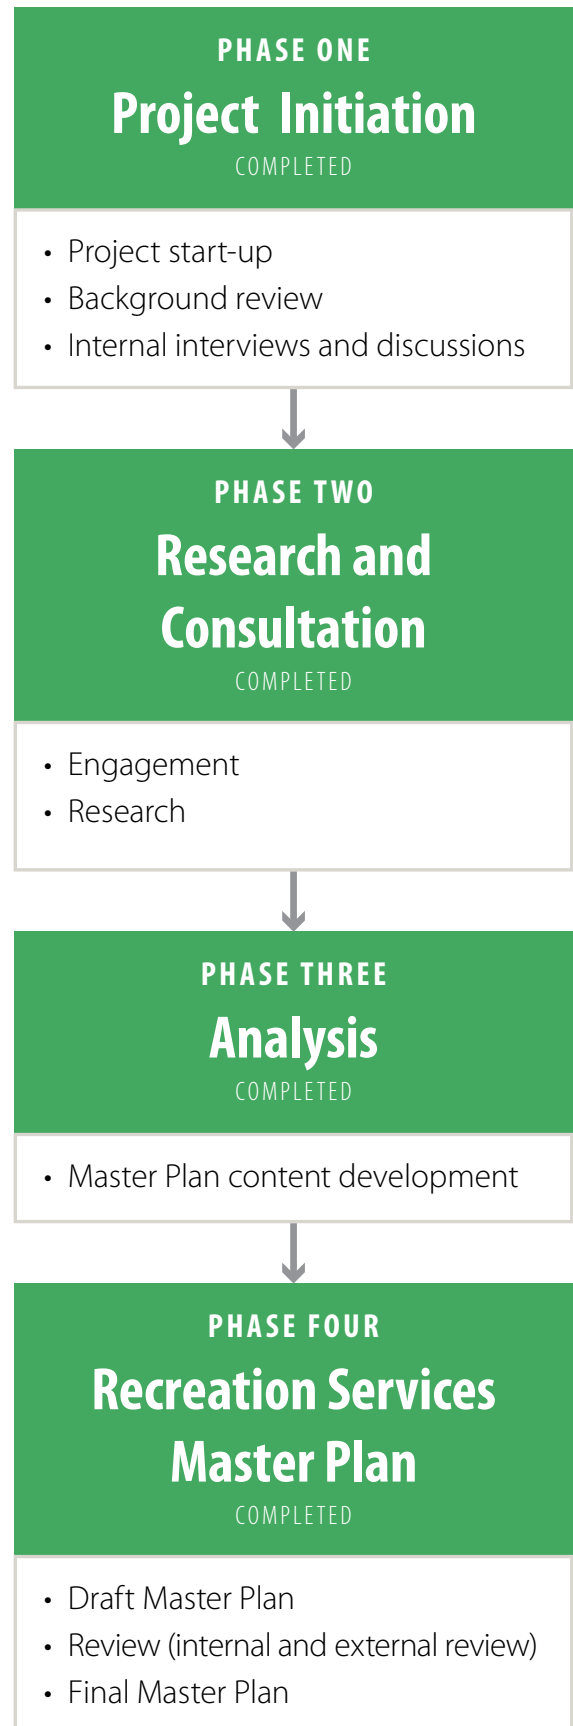 PHASE ONE
Project Initiation
COMPLETED
• Project start-up
• Background review
• Internal interviews and discussions
PHASE TWO
Research and
Consultation
COMPLETED
• Engagement
• Research
PHASE THREE
Analysis
COMPLETED
• Master Plan content development
PHASE FOUR
Recreation Services
Master Plan
COMPLETED
• Draft Master Plan
• Review (internal and external review)
• Final Master Plan